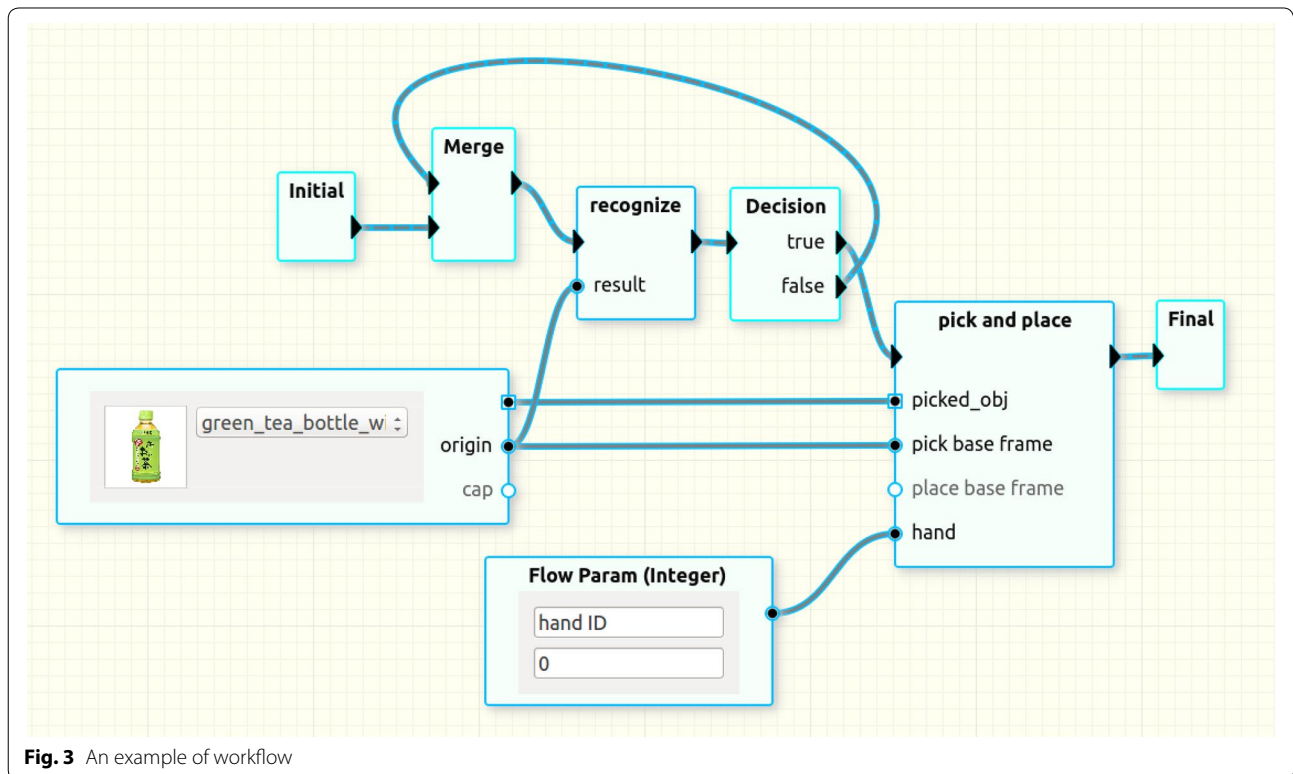 Merge
Initial
recognize
result
Decision
true
false
pick and place
picked_obj
pick base frame
place base frame
hand
Final
green_tea_bottle_wi
origin
cap
Flow Param (Integer)
hand ID
0
Fig. 3 An example of workflow